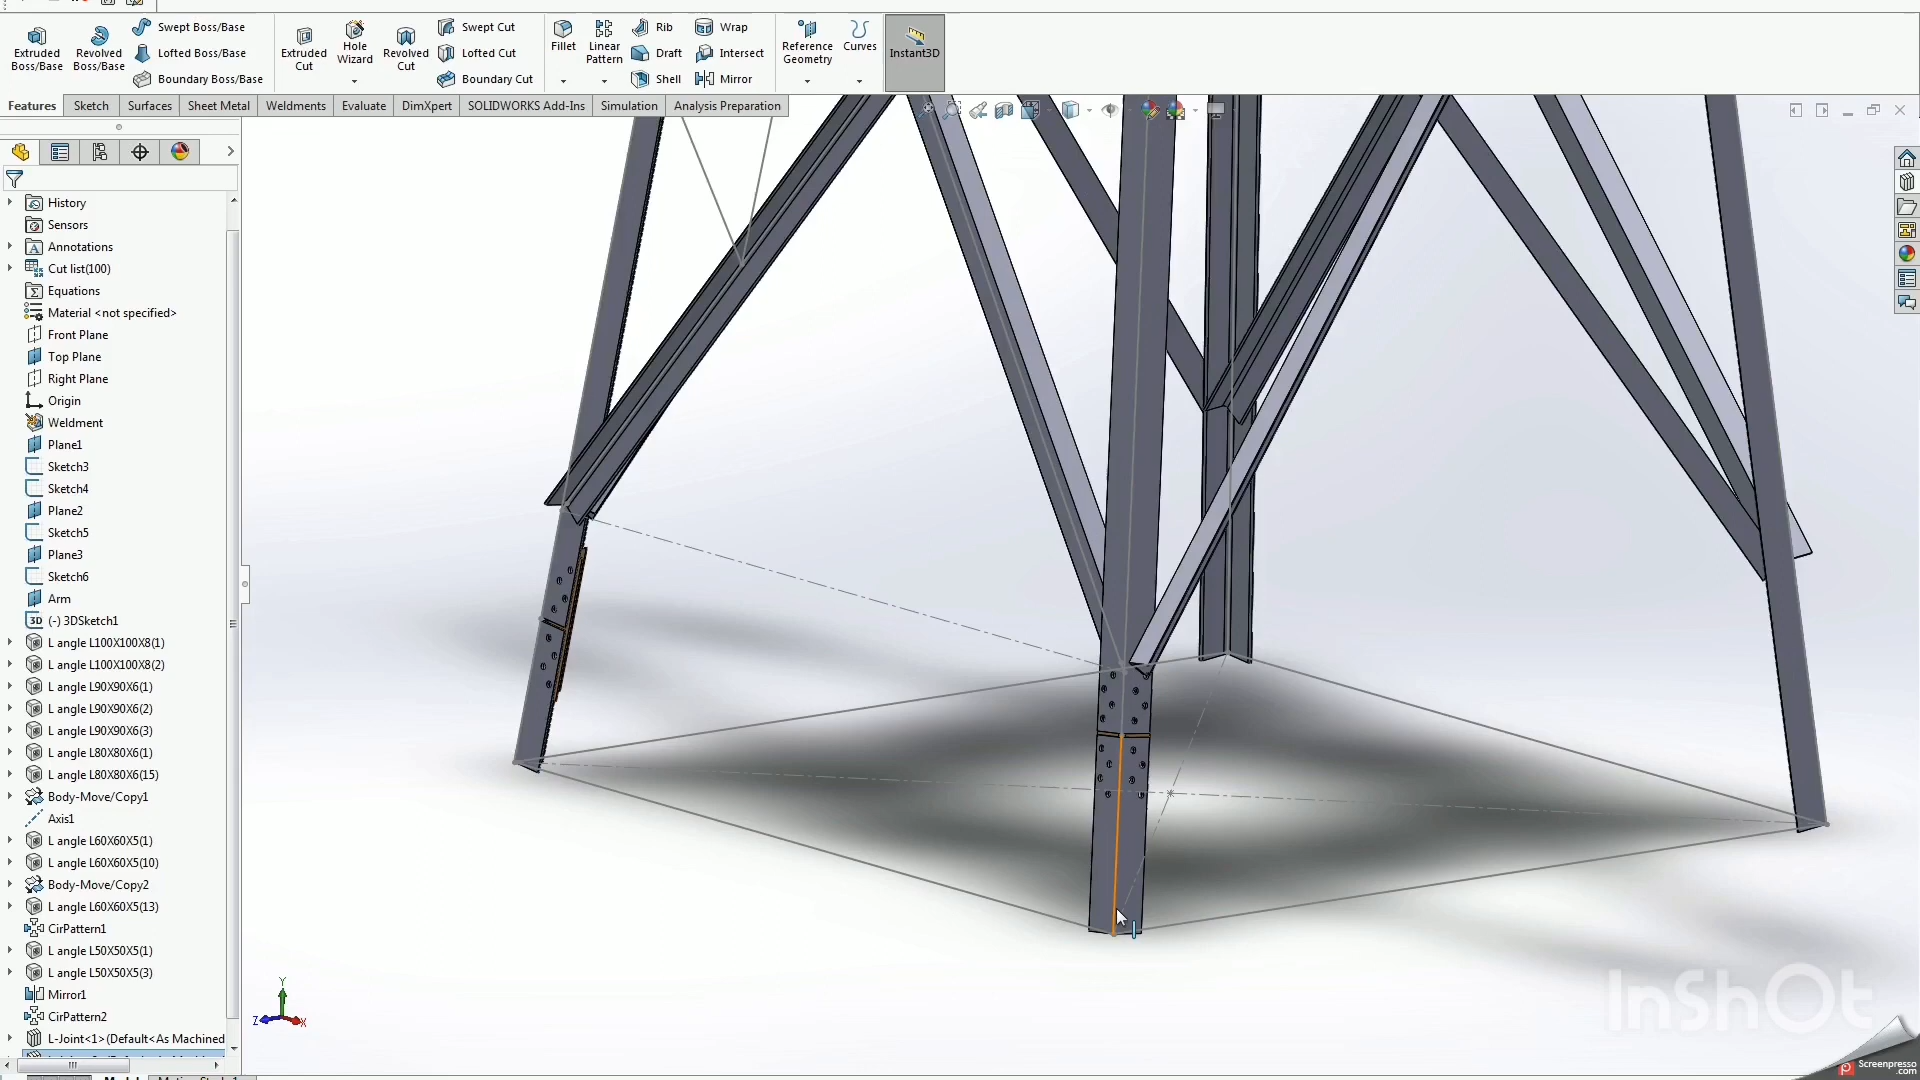 Extruded Boss/Base
Revolved Boss/Base
Swept Boss/Base
Lofted Boss/Base
Boundary Boss/Base
Extruded Cut
Hole Wizard
Revolved Cut
Swept Cut
Lofted Cut
Boundary Cut
Fillet
Linear Pattern
Rib
Draft
Shell
Wrap
Intersect
Mirror
Reference Geometry
Curves
Instant3D
Features Sketch Surfaces Sheet Metal Weldments Evaluate DimXpert SOLIDWORKS Add-Ins Simulation Analysis Preparation
History
Sensors
Annotations
Cut list(100)
Equations
Material <not specified>
Front Plane
Top Plane
Right Plane
Origin
Weldment
Plane1
Sketch3
Sketch4
Plane2
Sketch5
Plane3
Sketch6
Arm
3D (-) 3DSketch1
L angle L100X100X8(1)
L angle L100X100X8(2)
L angle L90X90X6(1)
L angle L90X90X6(2)
L angle L90X90X6(3)
L angle L80X80X6(1)
L angle L80X80X6(15)
Body-Move/Copy1
Axis1
L angle L60X60X5(1)
L angle L60X60X5(10)
Body-Move/Copy2
L angle L60X60X5(13)
CirPattern1
L angle L50X50X5(1)
L angle L50X50X5(3)
Mirror1
CirPattern2
L-Joint<1>(Default<As Machined
Y
Z
X
InShOt
Screenpresso
.com